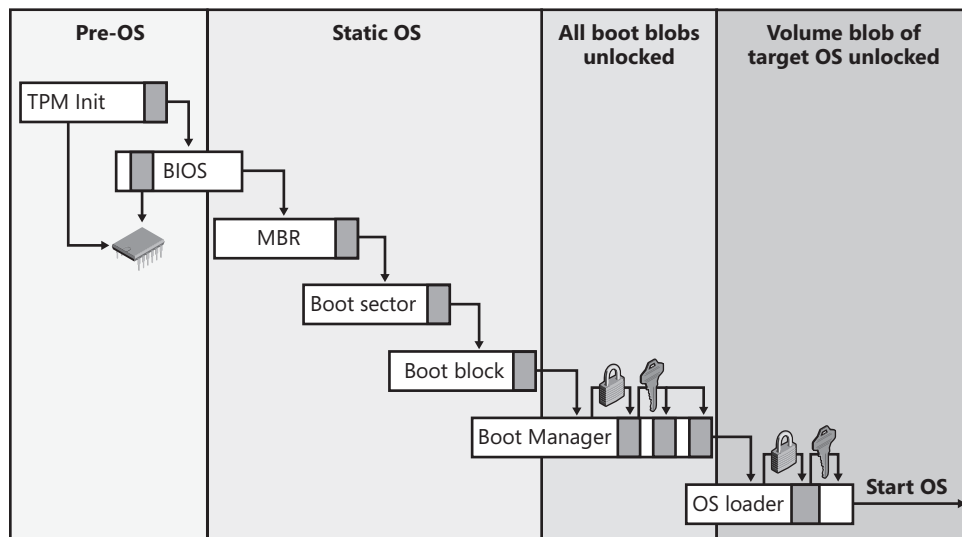 Pre-OS
Static OS
All boot blobs
unlocked
Volume blob of
target OS unlocked
TPM Init
BIOS
MBR
Boot sector
Boot block
Boot Manager
OS loader
Start OS